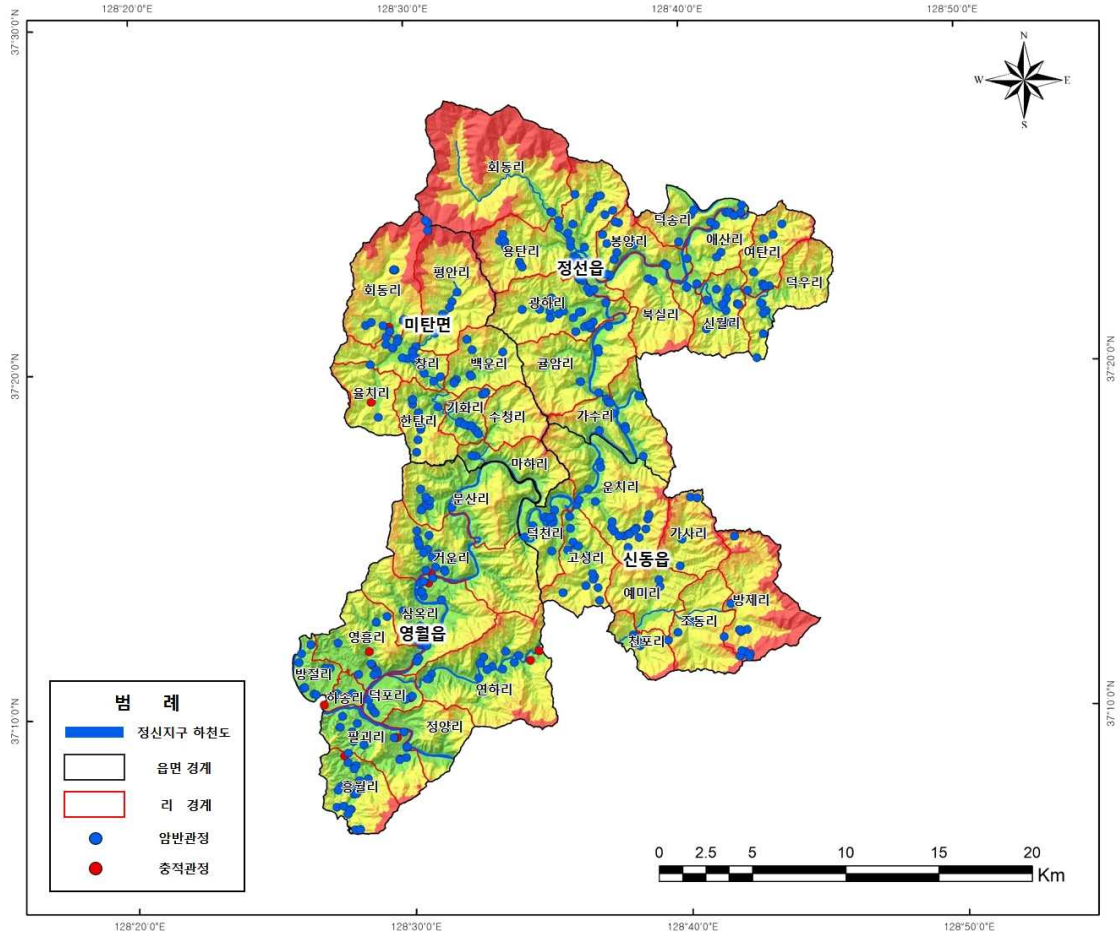 128°20'0"E 128°30'0"E 128°40'0"E 128°50'0"E
37°30'0"N
N
W E
S
회동리
덕송리
봉양리 애산리
용탄리 여탄리
정선읍
평안리
회동리 덕우리
광하리
북실리
신월리
미탄면
창리 백운리 귤암리
37°20'0"N 37°20'0"N
율치리
기화리
한탄리 수청리 가수리
마하리
운치리
문산리
덕천리 가사리
거운리 고성리
신동읍
예미리 방제리
삼옥리
조동리
영흥리 영월읍 천포리
방절리
연하리
하송리 덕포리
37°10'0"N 37°10'0"N
정양리
팔괴리
흥월리
범 례
정선지구 하천도
읍면 경계
리 경계
암반관정
충적관정
0 2.5 5 10 15 20
Km
128°20'0"E 128°30'0"E 128°40'0"E 128°50'0"E